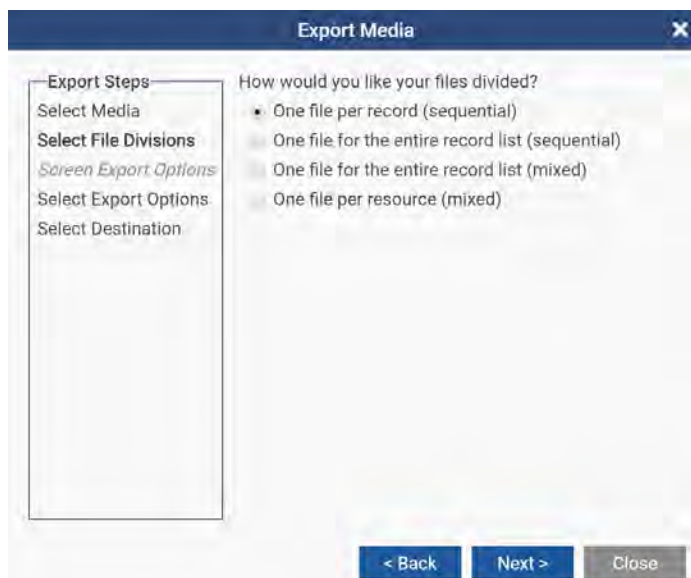 Export Media
Export Steps
Select Media
Select File Divisions
Screen Export Options
Select Export Options
Select Destination
How would you like your files divided?
One file per record (sequential)
One file for the entire record list (sequential)
One file for the entire record list (mixed)
One file per resource (mixed)
< Back
Next >
Close